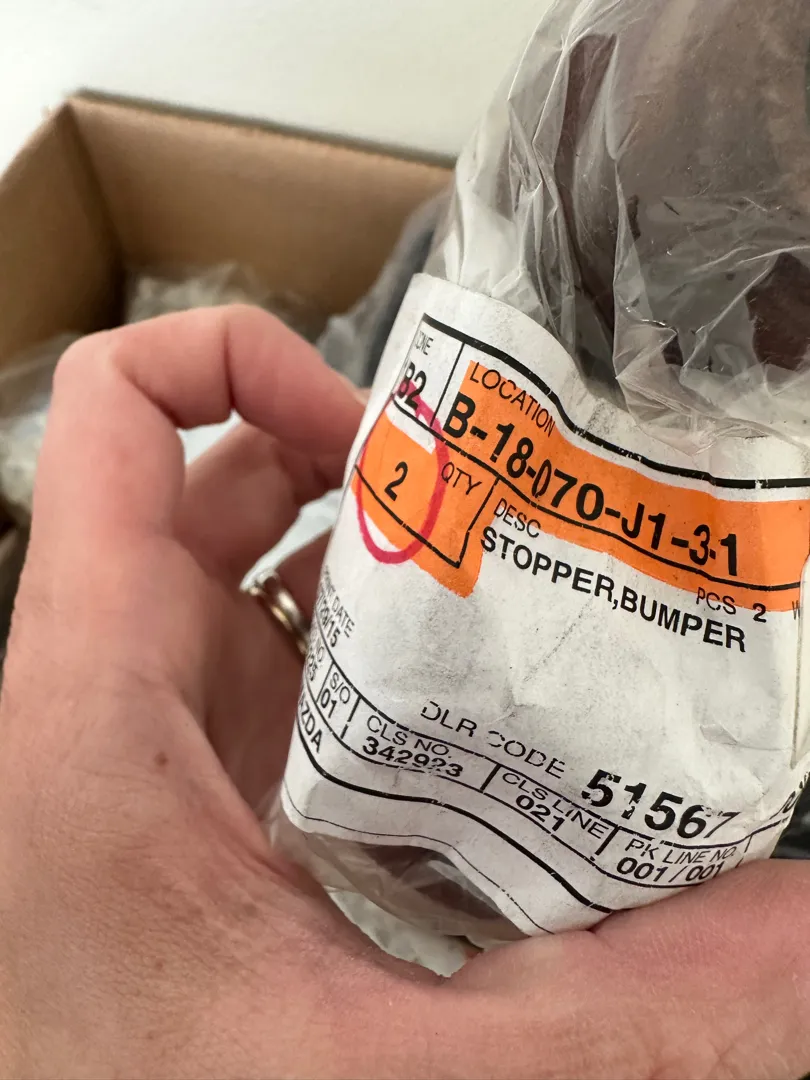 LOCATION
B2 B-18-070-J1-3-1
2 QTY DESC PCS 2
STOPPER,BUMPER
DATE
S/O
01
DLR CODE 51567
CLS NO. CLS LINE PK LINE NO.
342923 021 001/001